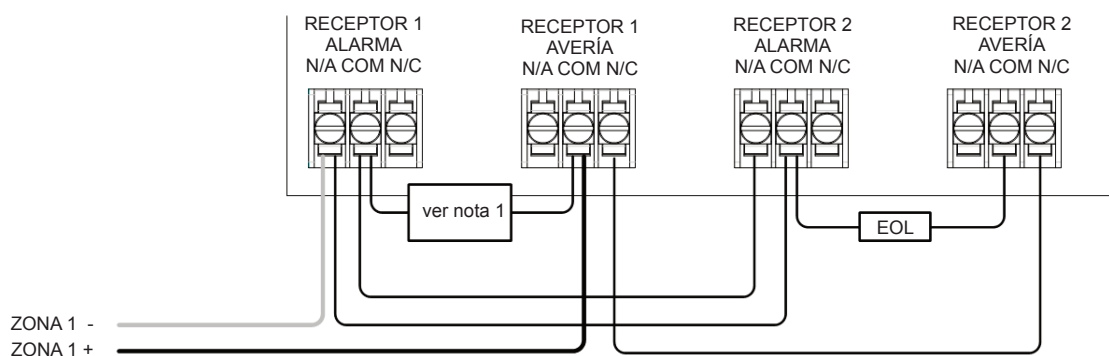 RECEPTOR 1
ALARMA
N/A COM N/C
RECEPTOR 1
AVERÍA
N/A COM N/C
RECEPTOR 2
ALARMA
N/A COM N/C
RECEPTOR 2
AVERÍA
N/A COM N/C
ver nota 1
EOL
ZONA 1 -
ZONA 1 +